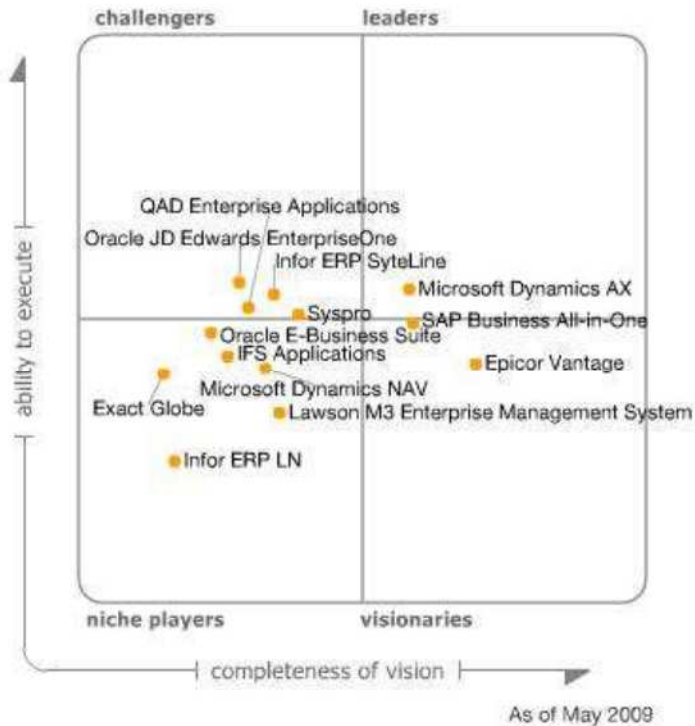 challengers
leaders
QAD Enterprise Applications
Oracle JD Edwards EnterpriseOne
Infor ERP SyteLine
Microsoft Dynamics AX
Syspro
SAP Business All-in-One
Oracle E-Business Suite
IFS Applications
Epicor Vantage
Microsoft Dynamics NAV
Exact Globe
Lawson M3 Enterprise Management System
Infor ERP LN
ability to execute
niche players
visionaries
completeness of vision
As of May 2009